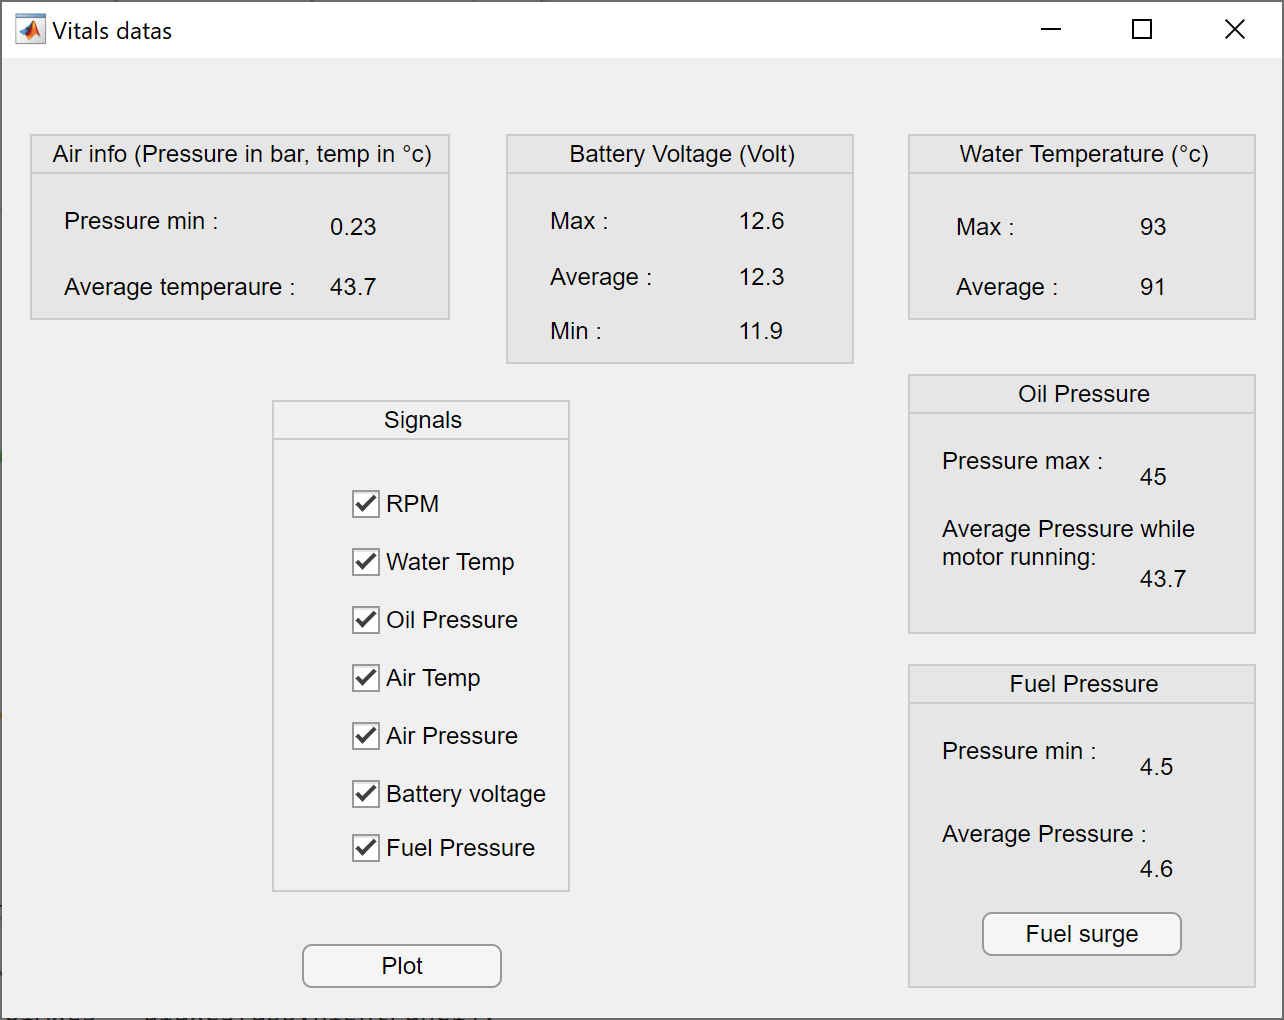 Vitals datas
Air info (Pressure in bar, temp in °c)
Pressure min : 0.23
Average temperaure : 43.7
Battery Voltage (Volt)
Max : 12.6
Average : 12.3
Min : 11.9
Water Temperature (°c)
Max : 93
Average : 91
Signals
RPM
Water Temp
Oil Pressure
Air Temp
Air Pressure
Battery voltage
Fuel Pressure
Plot
Oil Pressure
Pressure max :
45
Average Pressure while
motor running:
43.7
Fuel Pressure
Pressure min :
4.5
Average Pressure :
4.6
Fuel surge